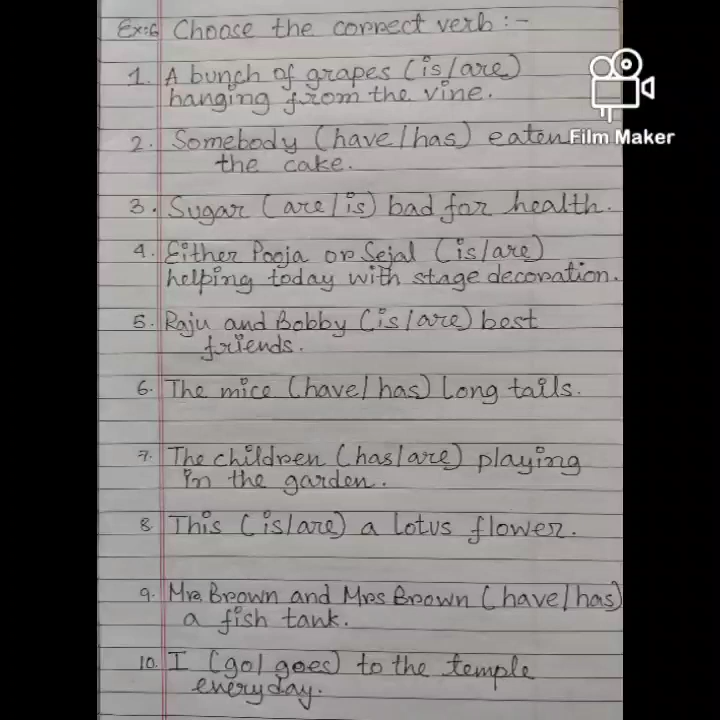 Ex:6 Choose the correct verb :-
1. A bunch of grapes (is/are)
hanging from the vine.
2. Somebody (have/has) eaten
the cake.
3. Sugar (are/is) bad for health.
4. Either Pooja or Sejal (is/are)
helping today with stage decoration.
5. Raju and Bobby (is/are) best
friends.
6. The mice (have/has) long tails.
7. The children (has/are) playing
in the garden.
8. This (is/are) a lotus flower.
9. Mr. Brown and Mrs Brown (have/has)
a fish tank.
10. I (go/goes) to the temple
everyday.
Film Maker